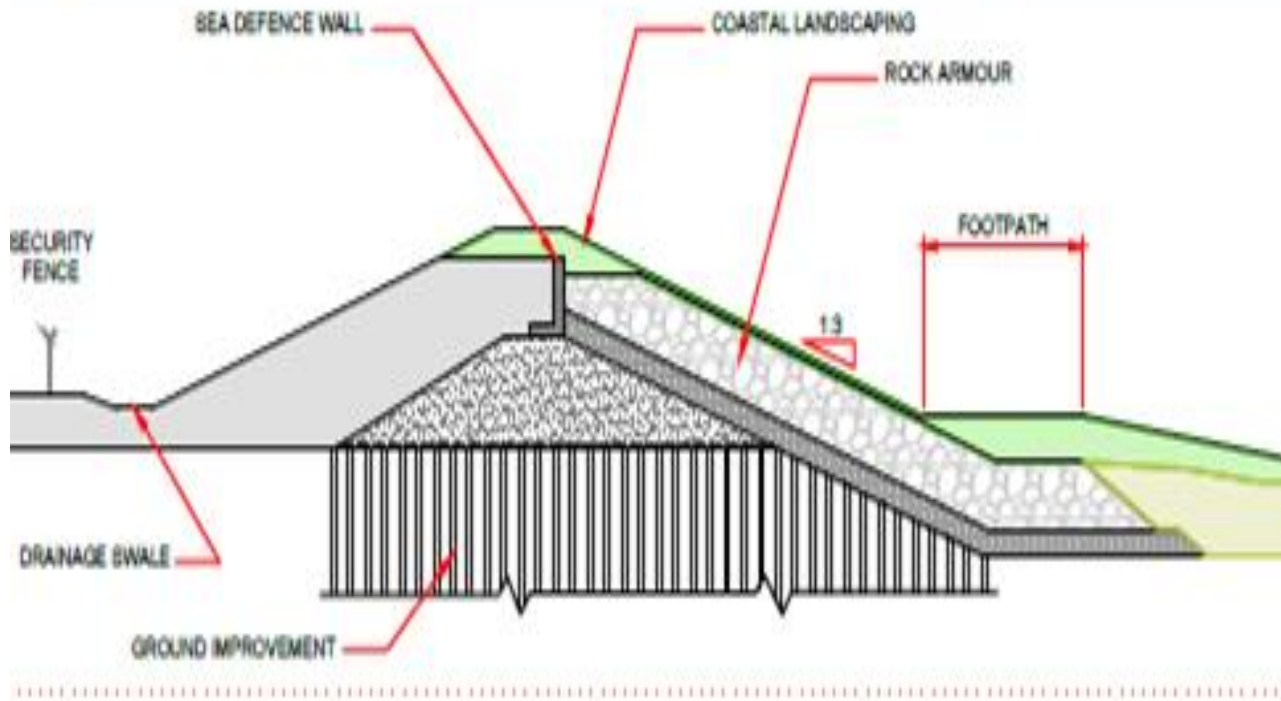 SEA DEFENCE WALL
COASTAL LANDSCAPING
ROCK ARMOUR
FOOTPATH
SECURITY
FENCE
1:3
DRAINAGE SWALE
GROUND IMPROVEMENT